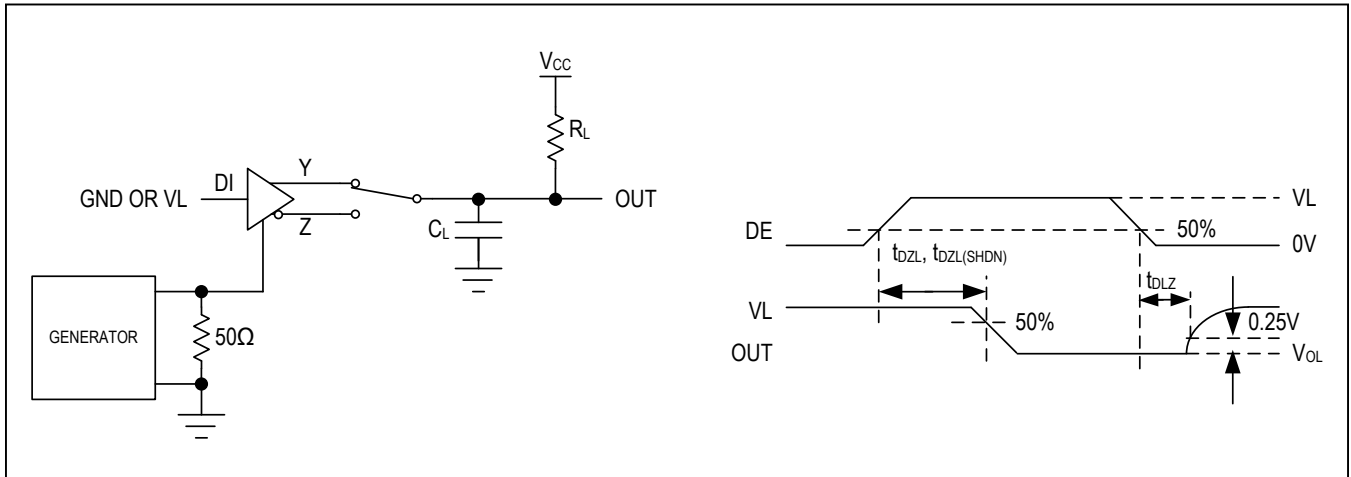 VCC
RL
GND OR VL
DI
Y
Z
CL
OUT
GENERATOR
50Ω
DE
VL
50%
0V
tDZL, tDZL(SHDN)
tDLZ
VL
50%
0.25V
OUT
VOL